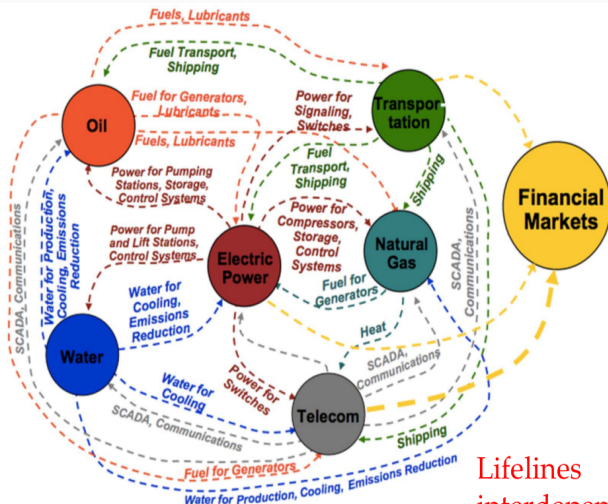 Fuels, Lubricants
Fuel Transport,
Shipping
Fuel for Generators,
Lubricants
Fuels, Lubricants
Oil
Power for
Signaling,
Switches
Transpor-
tation
Fuel
Transport,
Shipping
Shipping
Power for Pumping
Stations, Storage,
Control Systems
Financial
Markets
Power for Pump
and Lift Stations,
Control Systems
Electric
Power
Power for
Compressors,
Storage,
Control
Systems
Natural
Gas
SCADA,
Communications
SCADA, Communications
Water for Production,
Cooling, Emissions
Reduction
Water for
Cooling,
Emissions
Reduction
Fuel for
Generators
Heat
Water
SCADA,
Communications
Water for
Cooling
Power for
Switches
SCADA, Communications
Telecom
Shipping
Fuel for Generators
Water for Production, Cooling, Emissions Reduction
Lifelines